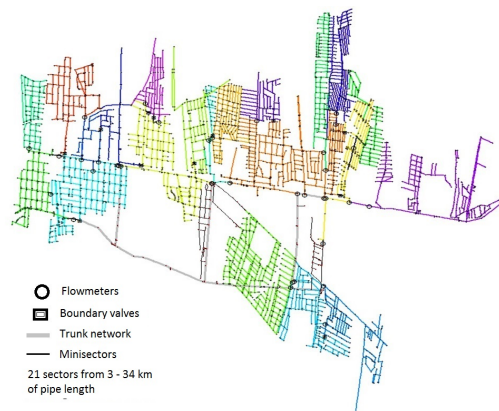 Flowmeters
Boundary valves
Trunk network
Minisectors
21 sectors from 3 - 34 km
of pipe length